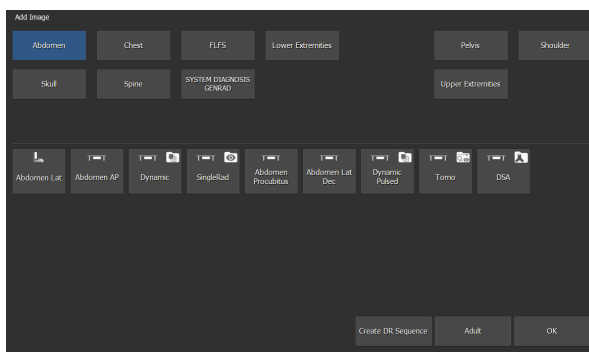 Add Image
Abdomen
Chest
FLFS
Lower Extremities
Pelvis
Shoulder
Skull
Spine
SYSTEM DIAGNOSIS
GENRAD
Upper Extremities
Abdomen Lat
Abdomen AP
Dynamic
SingleRad
Abdomen
Procubitus
Abdomen Lat
Dec
Dynamic
Pulsed
Tomo
DSA
Create DR Sequence
Adult
OK